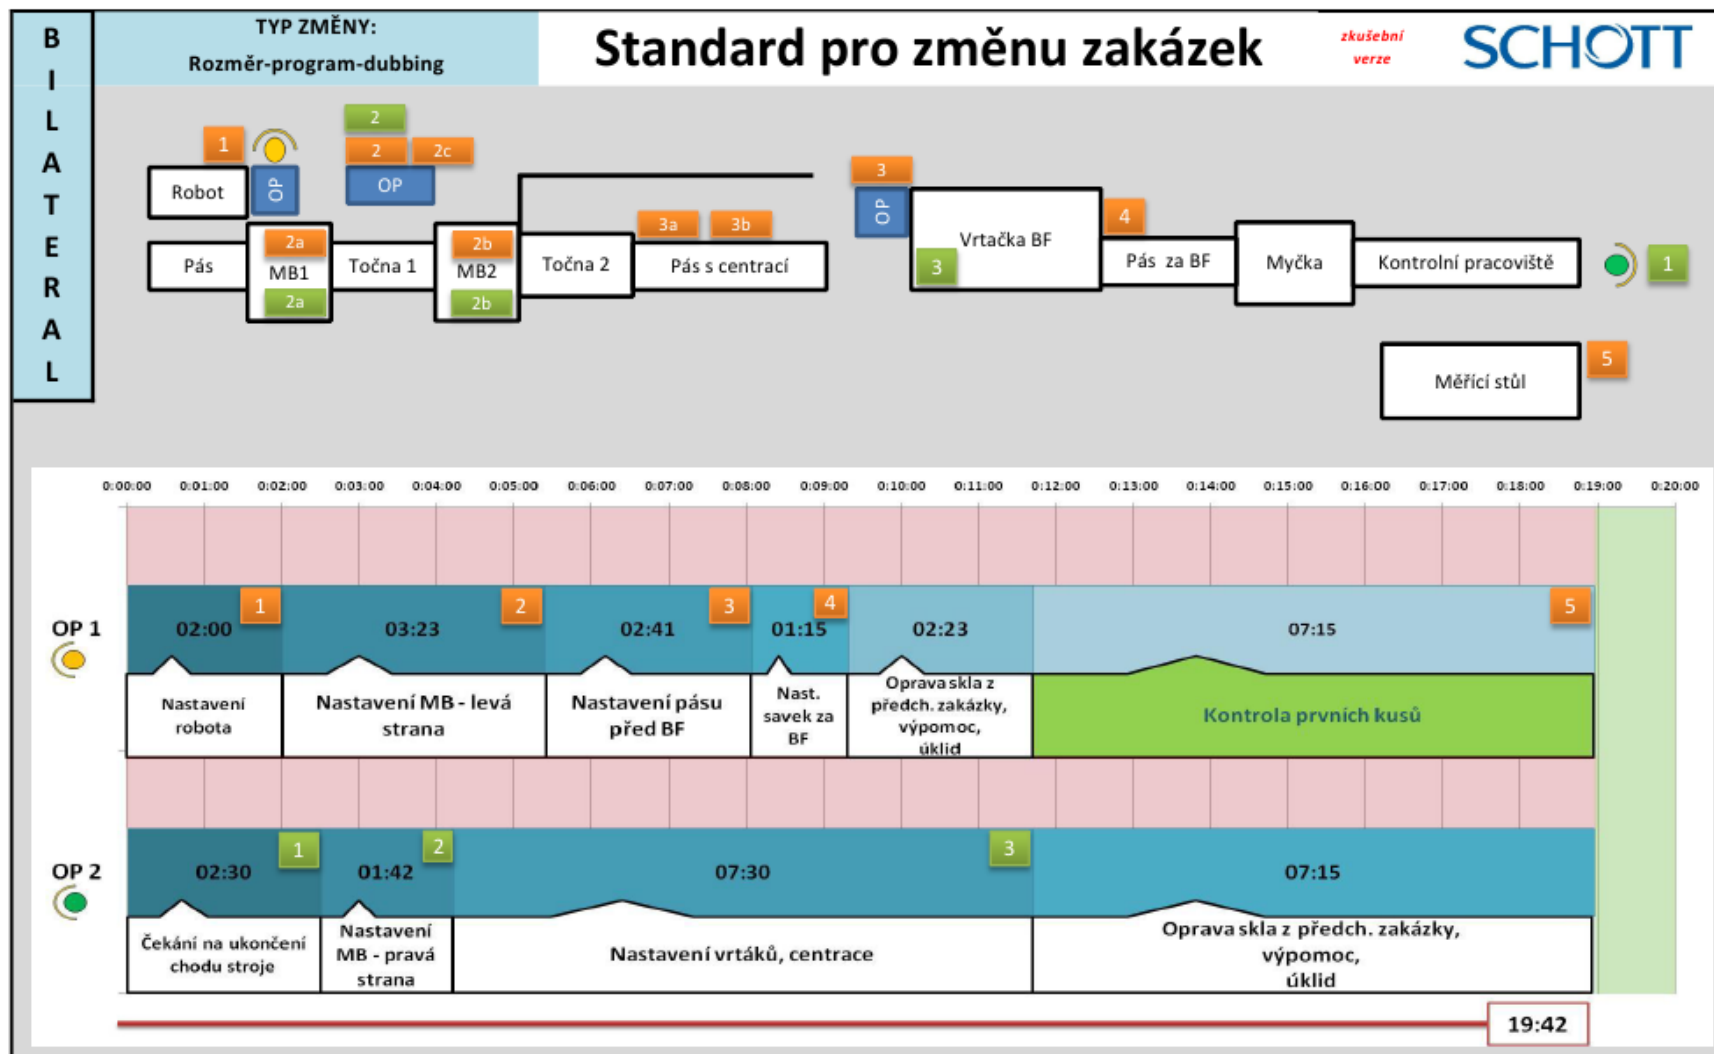 B
I
L
A
T
E
R
A
L
TYP ZMĚNY:
Rozměr-program-dubbing
Standard pro změnu zakázek
zkušební
verze
SCHOTT
1
2
2 2c
Robot
OP
OP
3
OP
Pás
2a
MB1
2a
Točna 1
2b
MB2
2b
Točna 2
3a 3b
Pás s centrací
Vrtačka BF
3
4
Pás za BF
Myčka
Kontrolní pracoviště
1
Měřící stůl
5
0:00:00 0:01:00 0:02:00 0:03:00 0:04:00 0:05:00 0:06:00 0:07:00 0:08:00 0:09:00 0:10:00 0:11:00 0:12:00 0:13:00 0:14:00 0:15:00 0:16:00 0:17:00 0:18:00 0:19:00 0:20:00
OP 1
02:00 1 03:23 2 02:41 3 01:15 4 02:23 07:15 5
Nastavení
robota
Nastavení MB - levá
strana
Nastavení pásu
před BF
Nast.
savek za
BF
Oprava skla z
předch. zakázky,
výpomoc,
úklid
Kontrola prvních kusů
OP 2
02:30 1 01:42 2 07:30 3 07:15
Čekání na ukončení
chodu stroje
Nastavení
MB - pravá
strana
Nastavení vrtáků, centrace
Oprava skla z předch. zakázky,
výpomoc,
úklid
19:42